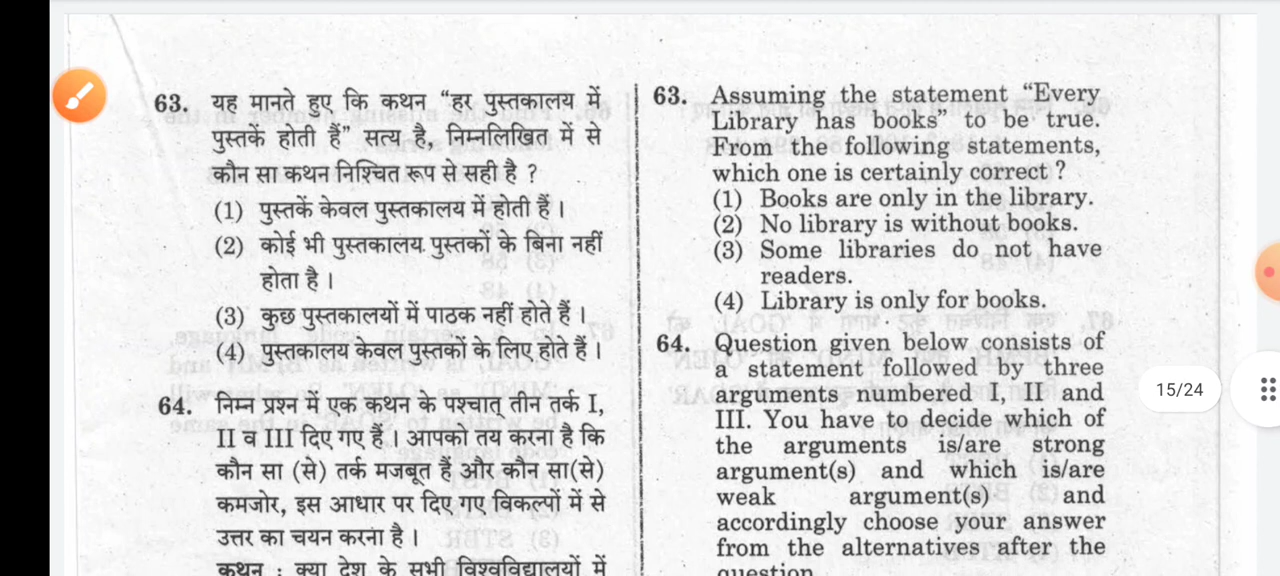 63. यह मानते हुए कि कथन “हर पुस्तकालय में
पुस्तकें होती हैं” सत्य है, निम्नलिखित में से
कौन सा कथन निश्चित रूप से सही है ?
(1) पुस्तकें केवल पुस्तकालय में होती हैं ।
(2) कोई भी पुस्तकालय पुस्तकों के बिना नहीं
होता है ।
(3) कुछ पुस्तकालयों में पाठक नहीं होते हैं ।
(4) पुस्तकालय केवल पुस्तकों के लिए होते हैं ।
64. निम्न प्रश्न में एक कथन के पश्चात् तीन तर्क I,
II व III दिए गए हैं । आपको तय करना है कि
कौन सा (से) तर्क मजबूत हैं और कौन सा(से)
कमजोर, इस आधार पर दिए गए विकल्पों में से
उत्तर का चयन करना है ।
कथन : क्या देश के सभी विश्वविद्यालयों में
63. Assuming the statement “Every
Library has books” to be true.
From the following statements,
which one is certainly correct ?
(1) Books are only in the library.
(2) No library is without books.
(3) Some libraries do not have
readers.
(4) Library is only for books.
64. Question given below consists of
a statement followed by three
arguments numbered I, II and
III. You have to decide which of
the arguments is/are strong
argument(s) and which is/are
weak argument(s) and
accordingly choose your answer
from the alternatives after the
question
15/24